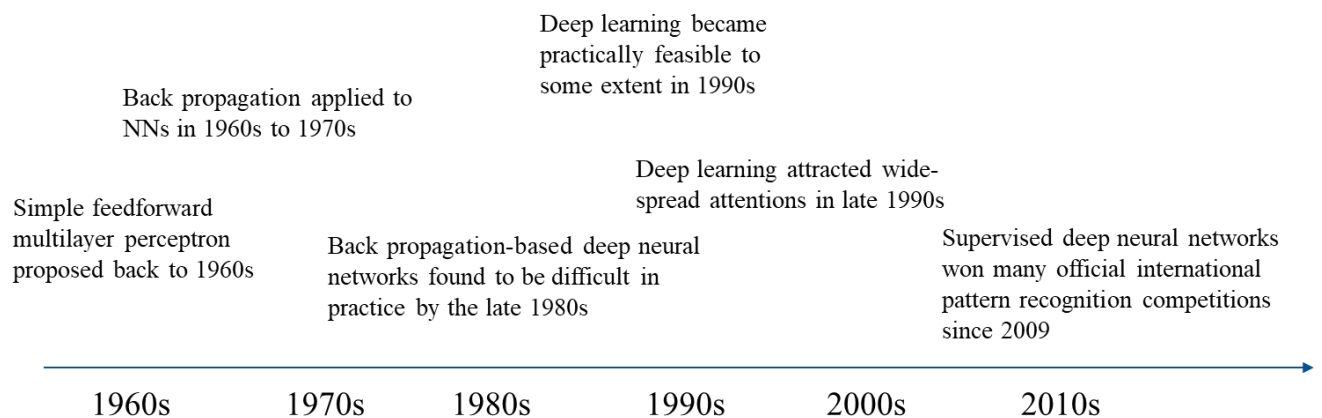 Deep learning became
practically feasible to
some extent in 1990s
Back propagation applied to
NNs in 1960s to 1970s
Deep learning attracted wide-
spread attentions in late 1990s
Simple feedforward
multilayer perceptron
proposed back to 1960s
Back propagation-based deep neural
networks found to be difficult in
practice by the late 1980s
Supervised deep neural networks
won many official international
pattern recognition competitions
since 2009
1960s 1970s 1980s 1990s 2000s 2010s